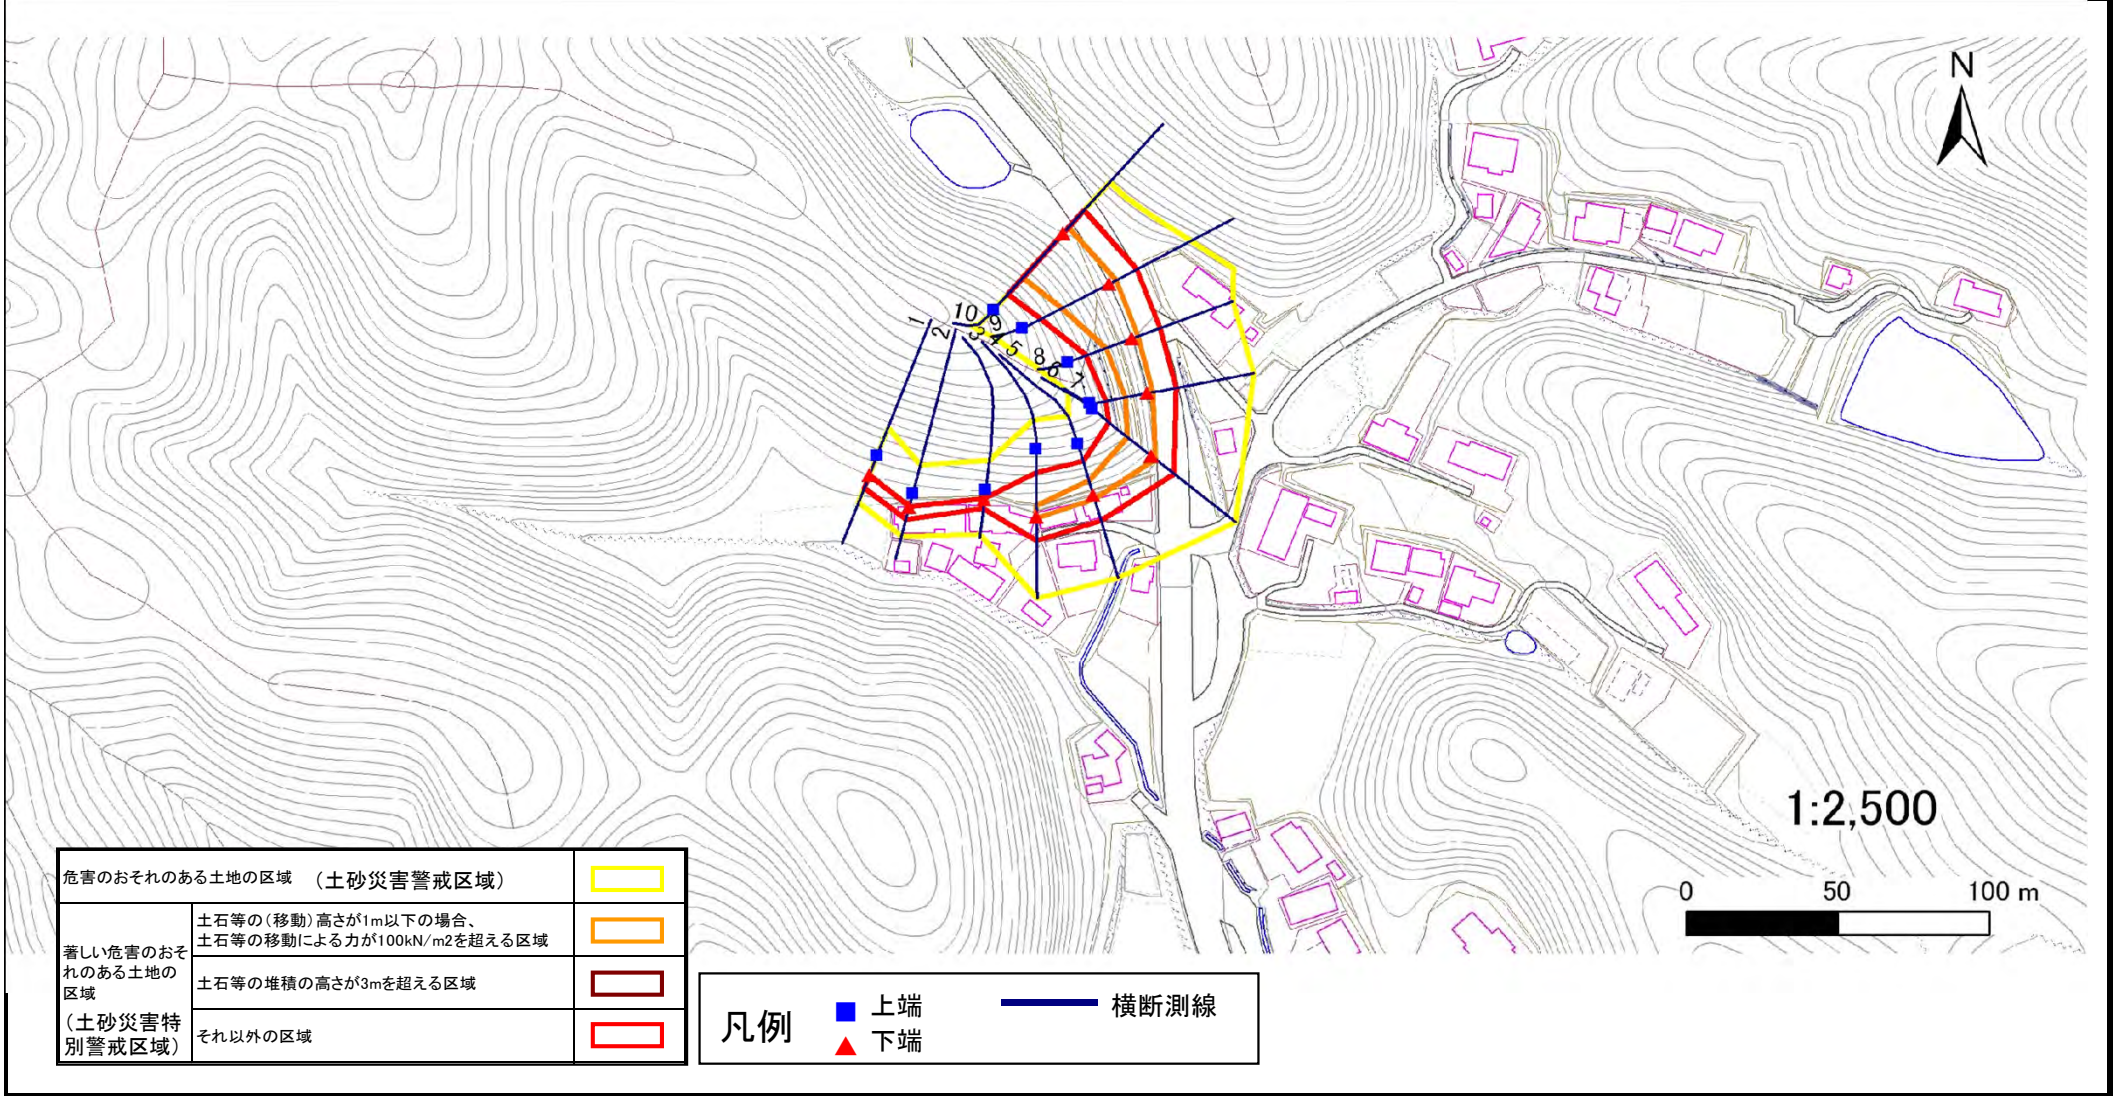 N
10
9
1
2
3
4
5
8
6
7
1:2,500
0 50 100 m
危害のおそれのある土地の区域 (土砂災害警戒区域)
著しい危害のおそ
れのある土地の
区域
(土砂災害特
別警戒区域)
土石等の(移動)高さが1m以下の場合、
土石等の移動による力が100kN/m2を超える区域
土石等の堆積の高さが3mを超える区域
それ以外の区域
凡例
上端
下端
横断測線